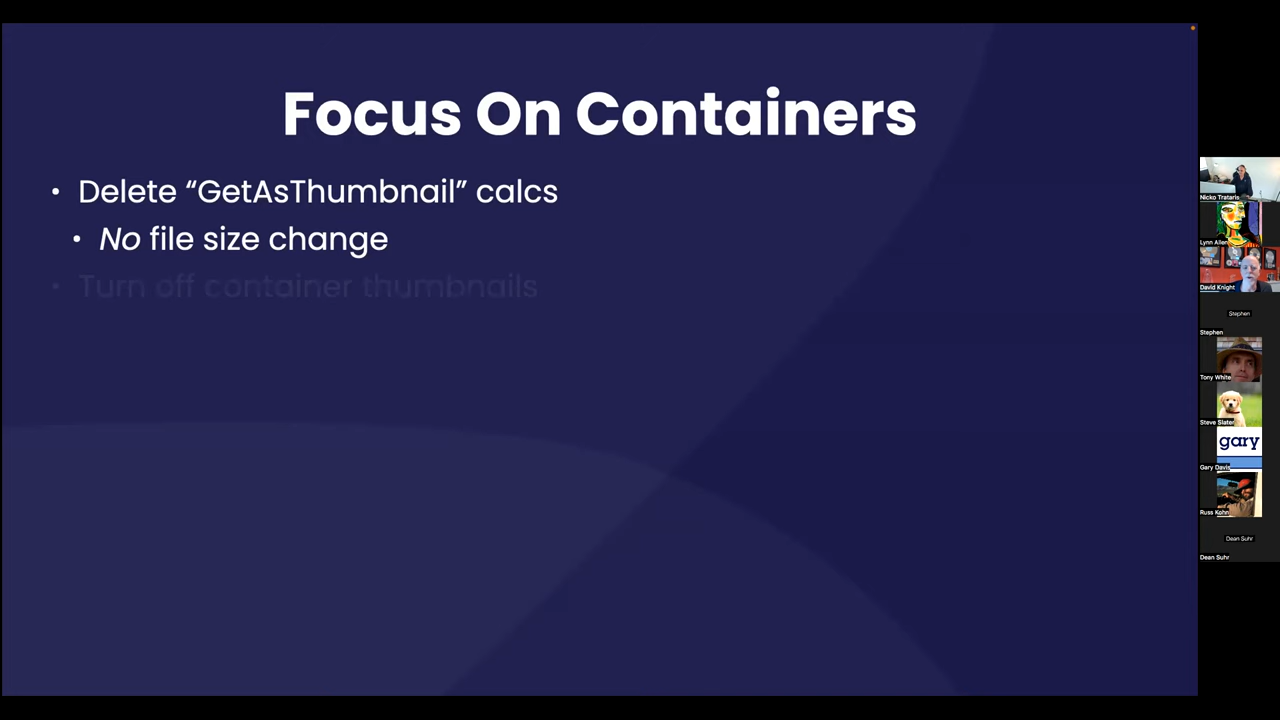 Focus On Containers
• Delete “GetAsThumbnail” calcs
• No file size change
• Turn off container thumbnails
Nicko Trataris
Lynn Allen
David Knight
Stephen
Stephen
Tony White
Steve Slater
gary
Gary Davis
Russ Kohn
Dean Suhr
Dean Suhr